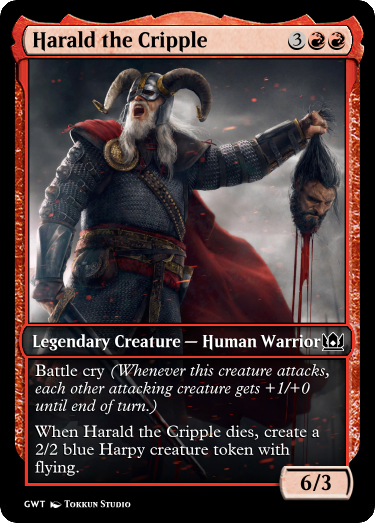 Harald the Cripple 3
Legendary Creature — Human Warrior
Battle cry (Whenever this creature attacks,
each other attacking creature gets +1/+0
until end of turn.)
When Harald the Cripple dies, create a
2/2 blue Harpy creature token with
flying.
6/3
GWT Tokkun Studio